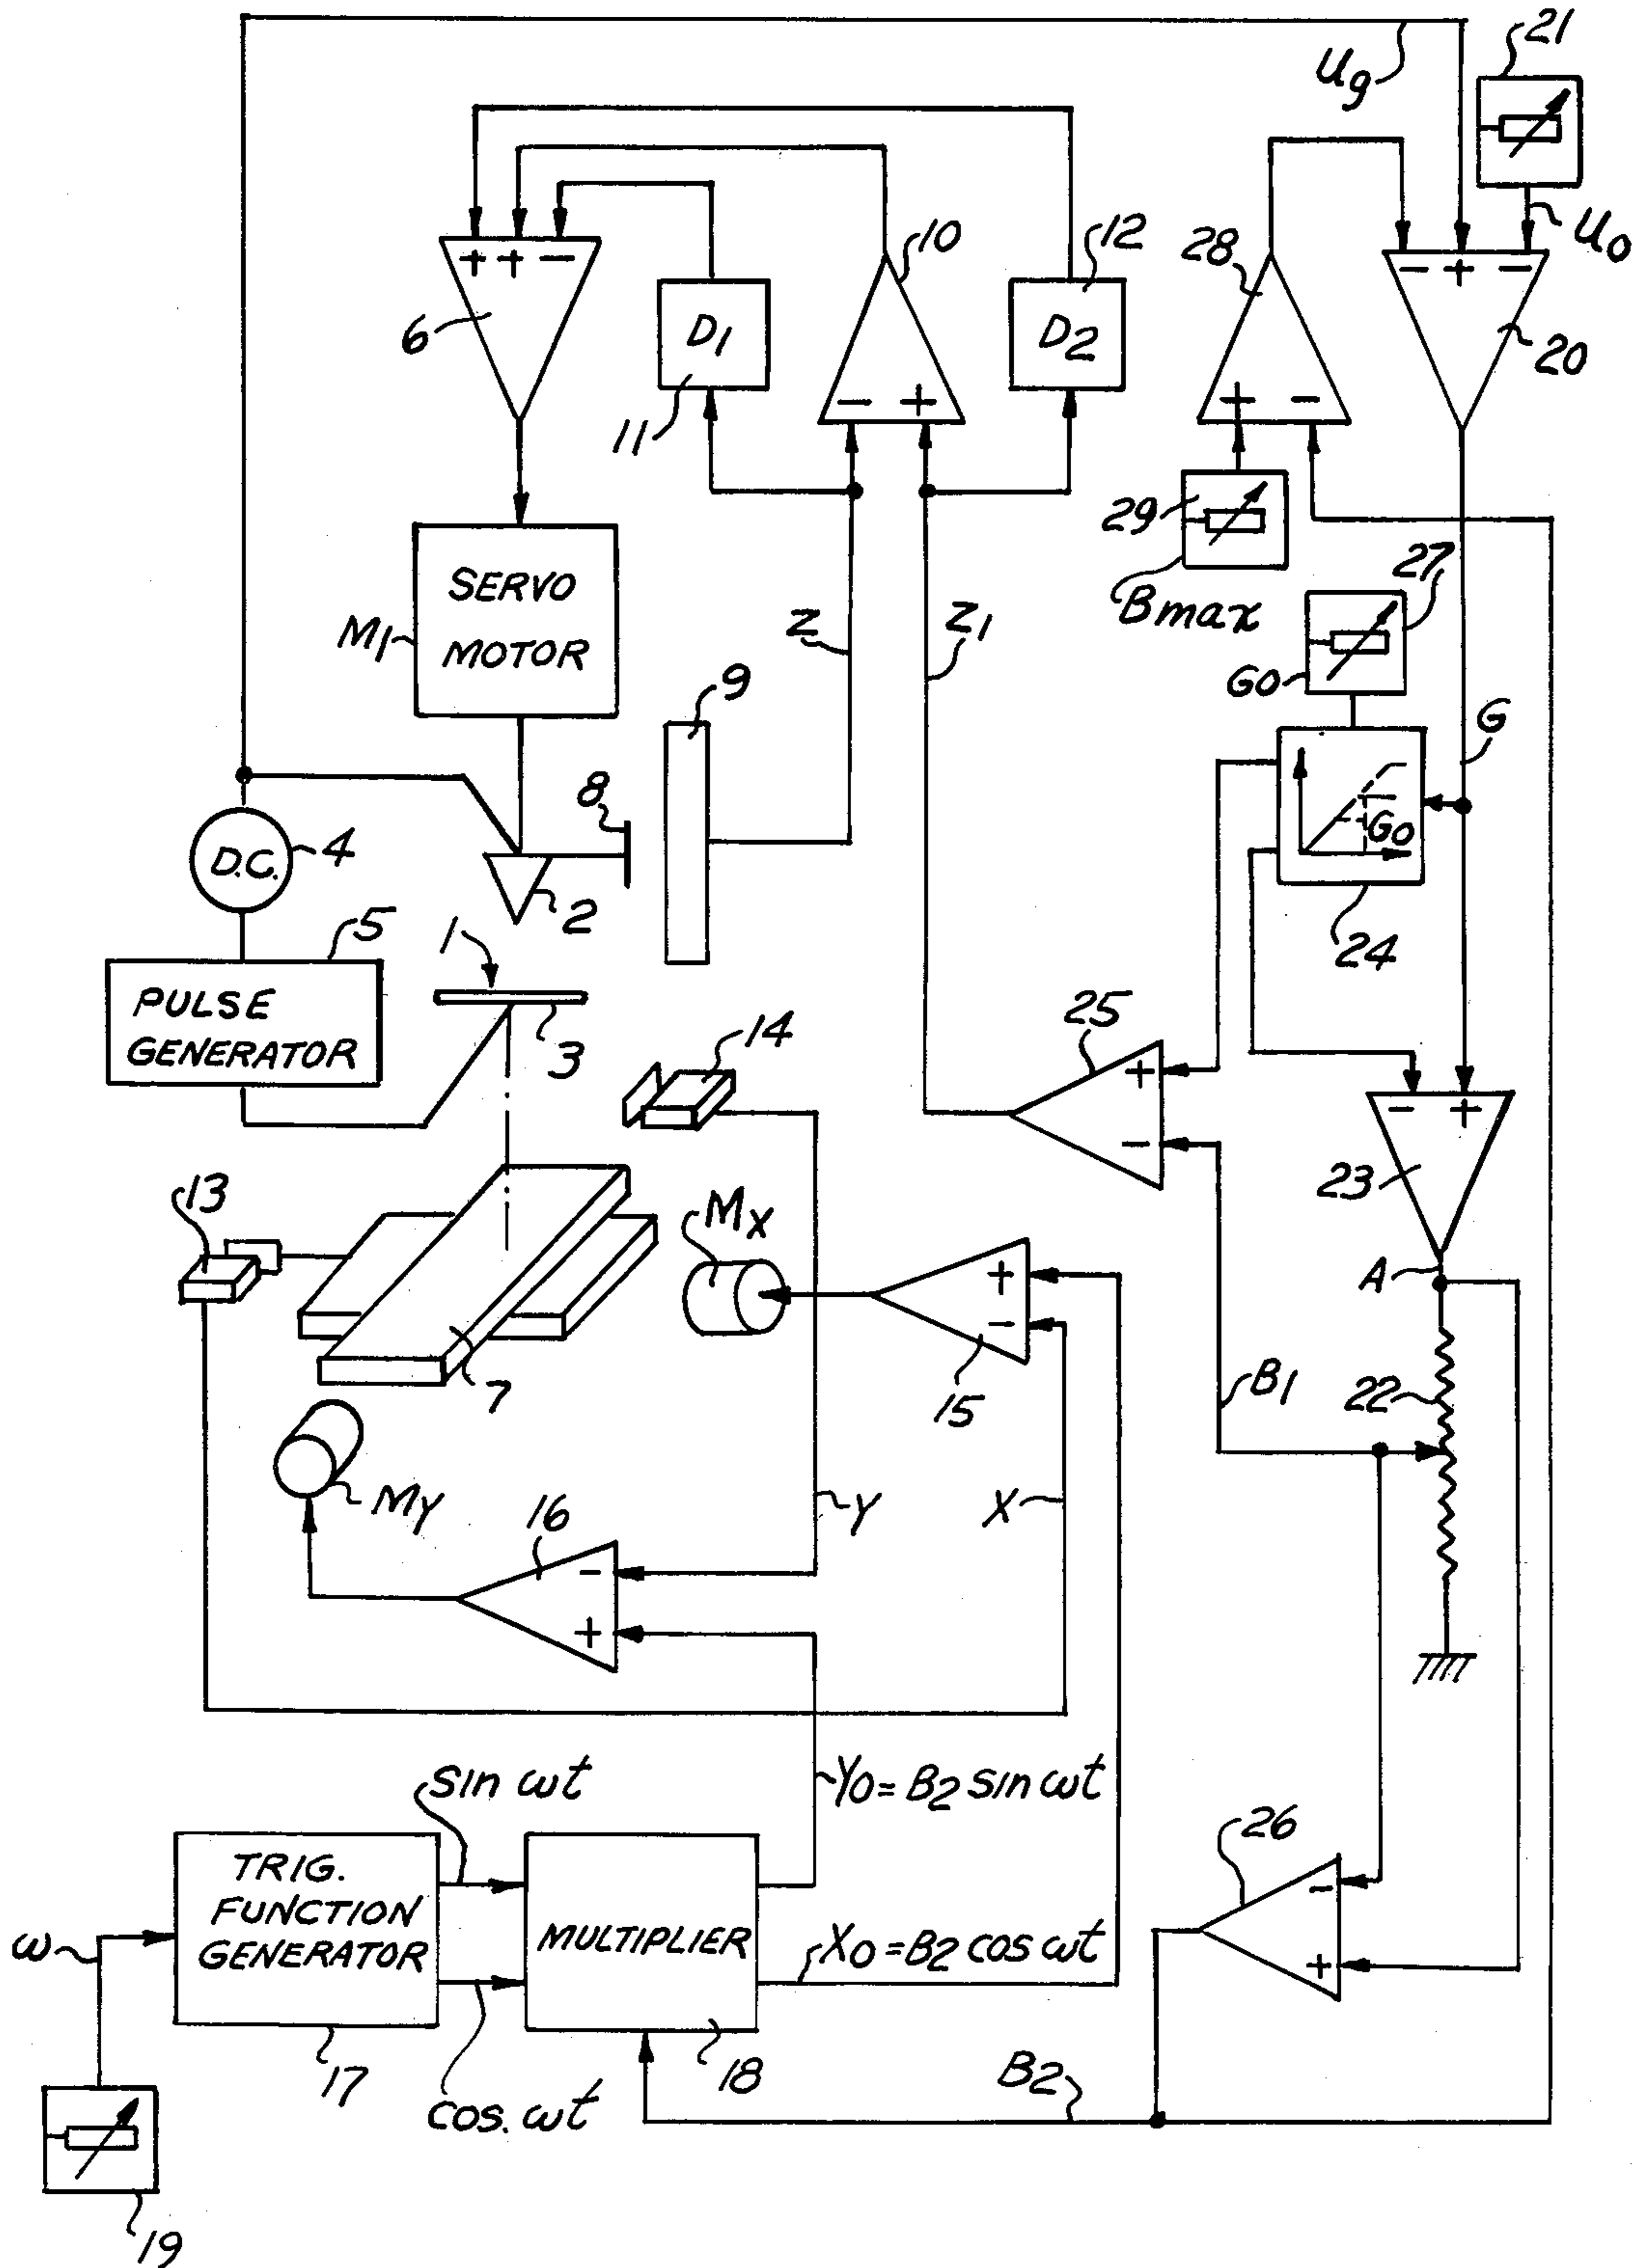 21
Ug
U0
+ + −
6
10
12
28
− + −
20
D1
D2
11
− +
+ −
29
27
SERVO
MOTOR
M1
Bmax
Z
Z1
G0
9
G
8
D.C.
4
G0
2
24
5
1
PULSE
GENERATOR
3
25
14
+
−
− +
23
13
MX
A
+
−
7
15
B1
22
MY
16
Y
X
−
+
sin ωt
Y0 = B2 sin ωt
26
TRIG.
FUNCTION
GENERATOR
MULTIPLIER
−
+
ω
X0 = B2 cos ωt
17
18
cos. ωt
B2
19